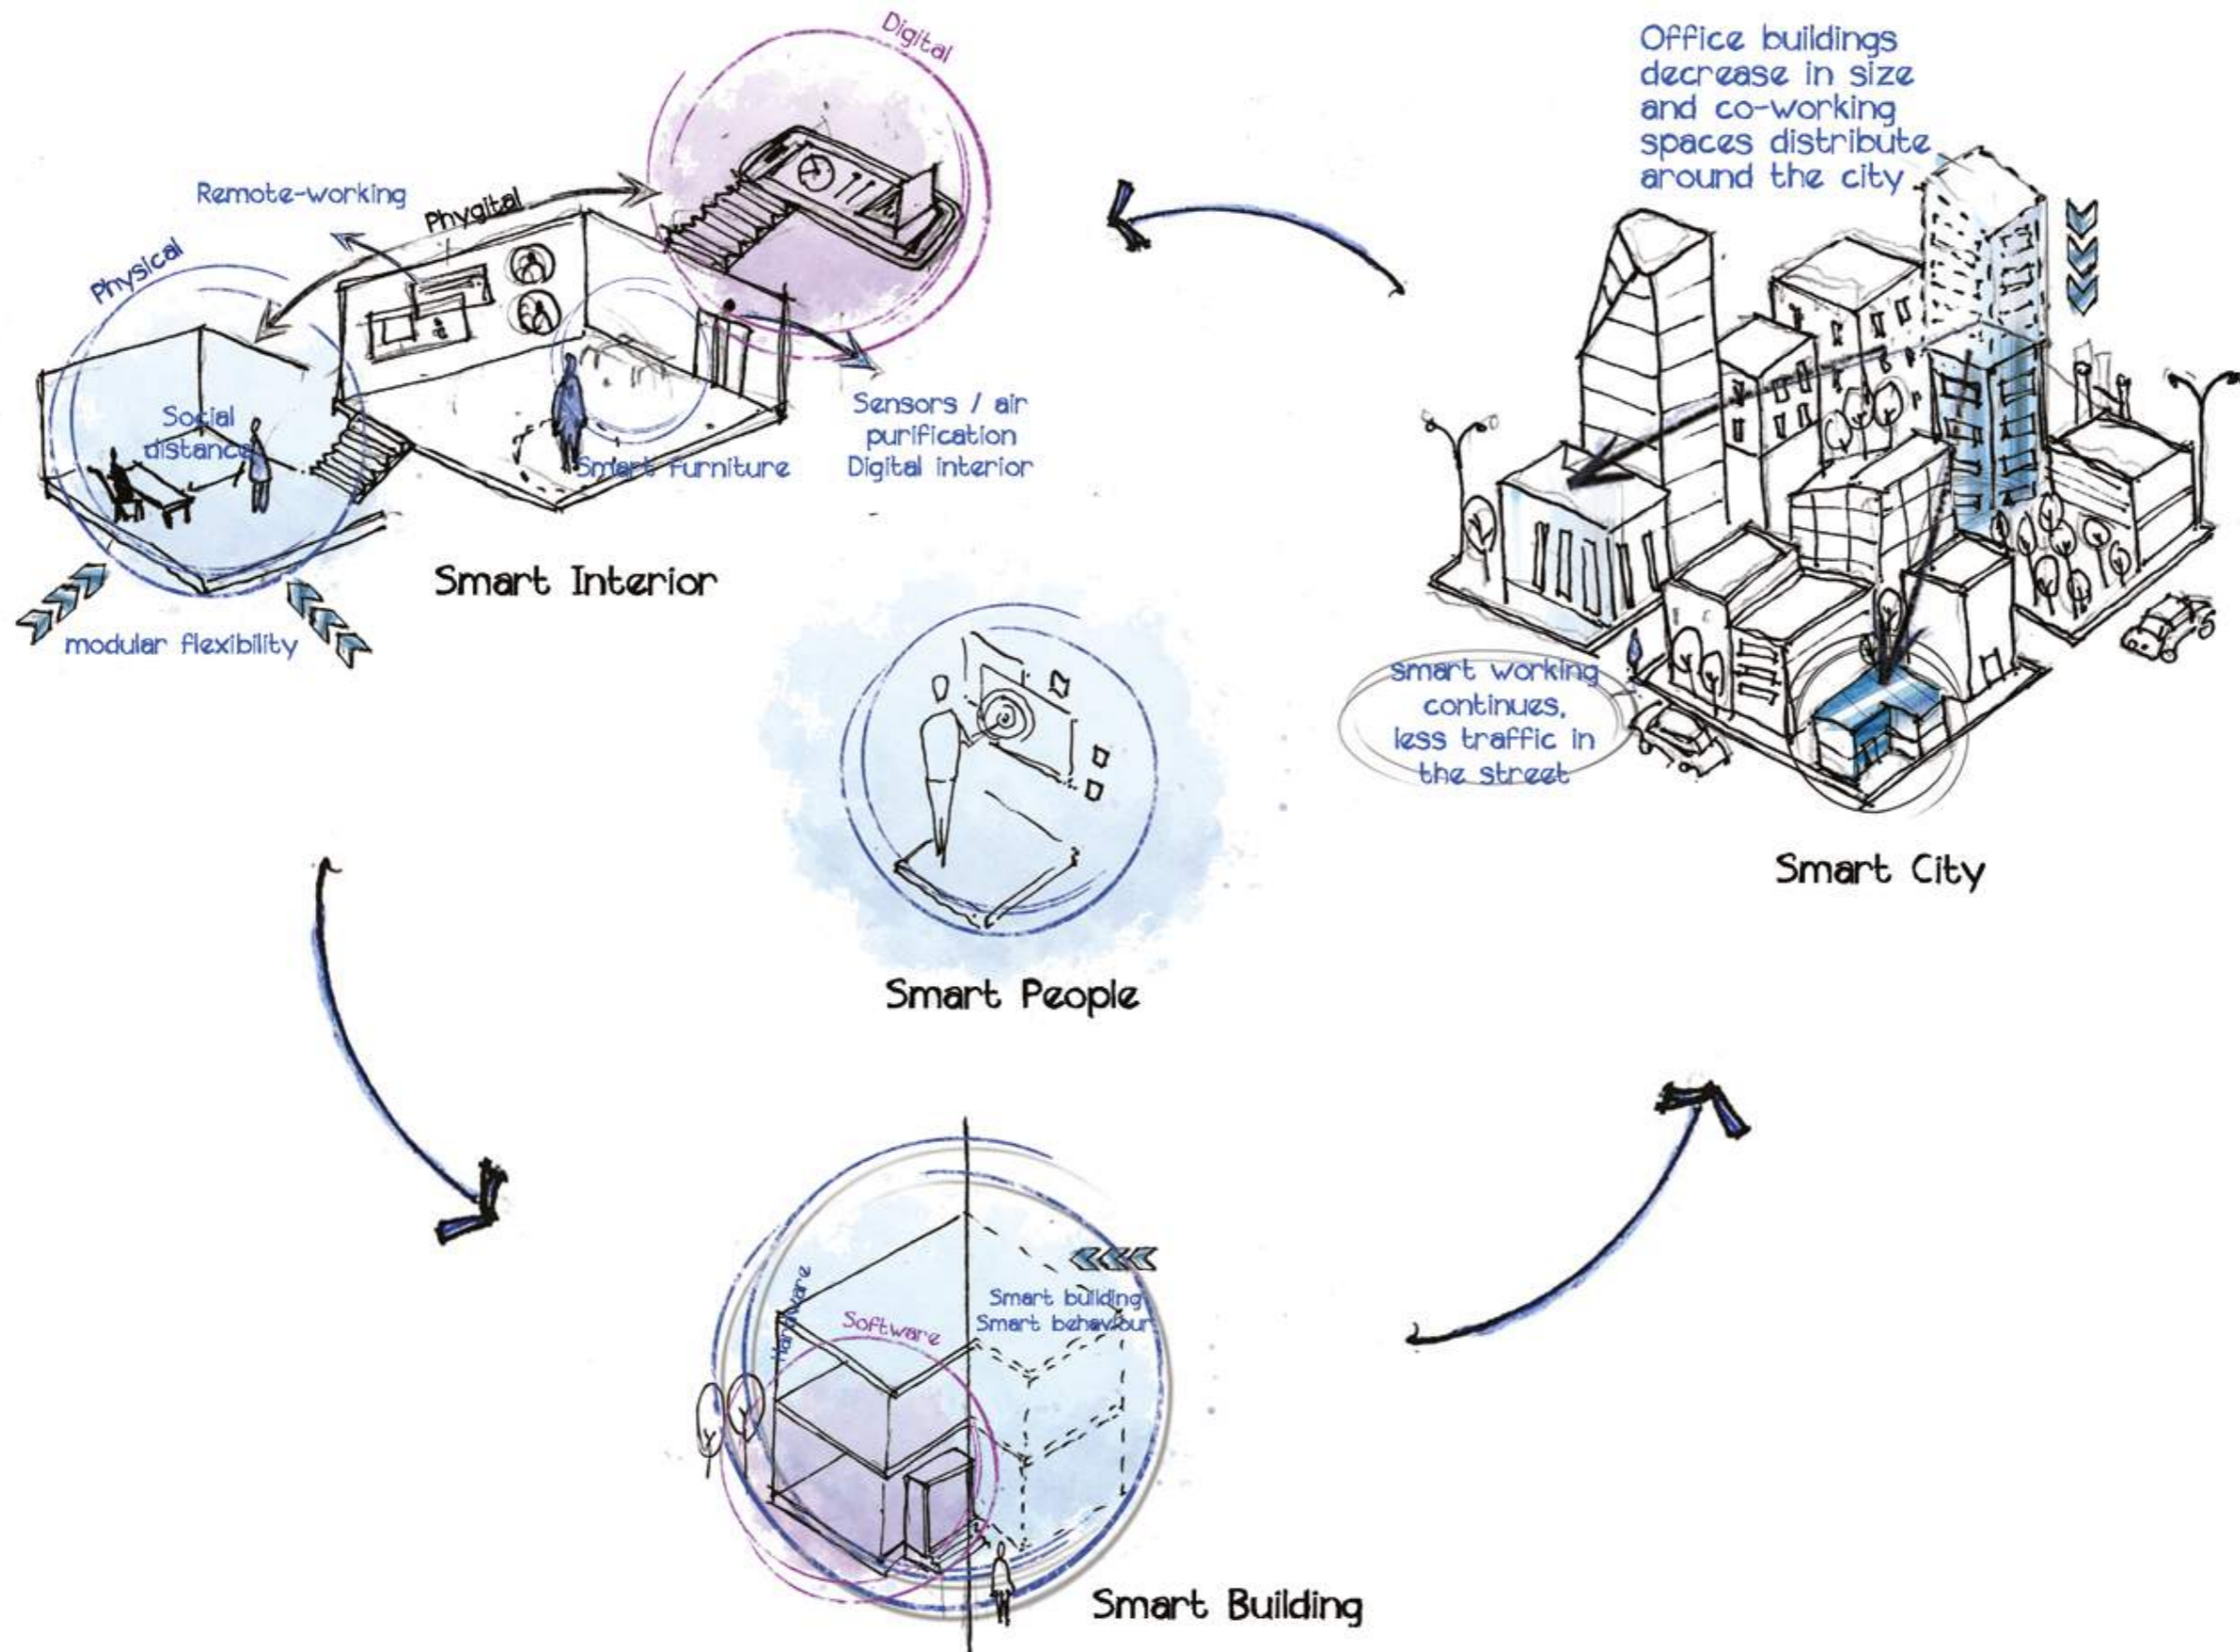 Digital
Remote-working
Phygital
Physical
Social
distance
Smart furniture
Sensors / air
purification
Digital interior
modular flexibility
Smart Interior
Office buildings
decrease in size
and co-working
spaces distribute
around the city
smart working
continues,
less traffic in
the street
Smart City
Smart People
Hardware
Software
Smart building
Smart behaviour
Smart Building